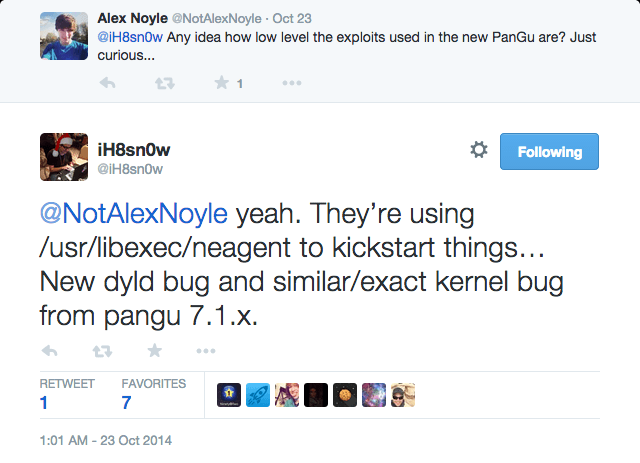 Alex Noyle @NotAlexNoyle · Oct 23
@iH8sn0w Any idea how low level the exploits used in the new PanGu are? Just
curious...
1
iH8sn0w
@iH8sn0w
Following
@NotAlexNoyle yeah. They’re using
/usr/libexec/neagent to kickstart things…
New dyld bug and similar/exact kernel bug
from pangu 7.1.x.
RETWEET FAVORITES
1 7
1:01 AM - 23 Oct 2014